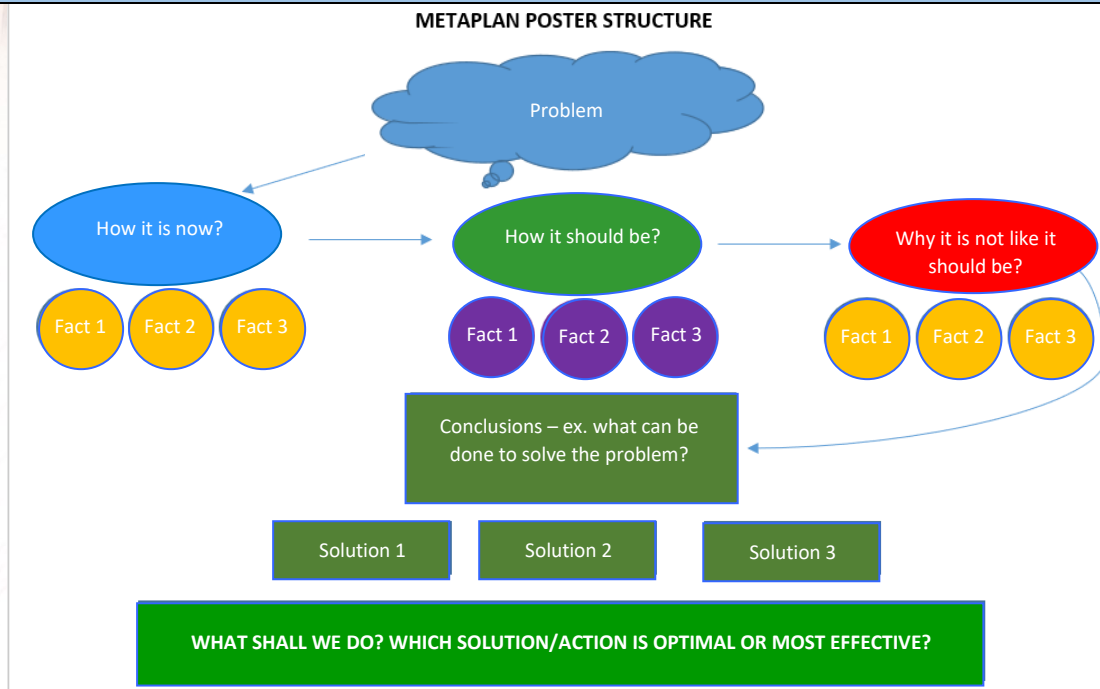 METAPLAN POSTER STRUCTURE
Problem
How it is now?
How it should be?
Why it is not like it
should be?
Fact 1
Fact 2
Fact 3
Fact 1
Fact 2
Fact 3
Fact 1
Fact 2
Fact 3
Conclusions – ex. what can be
done to solve the problem?
Solution 1
Solution 2
Solution 3
WHAT SHALL WE DO? WHICH SOLUTION/ACTION IS OPTIMAL OR MOST EFFECTIVE?